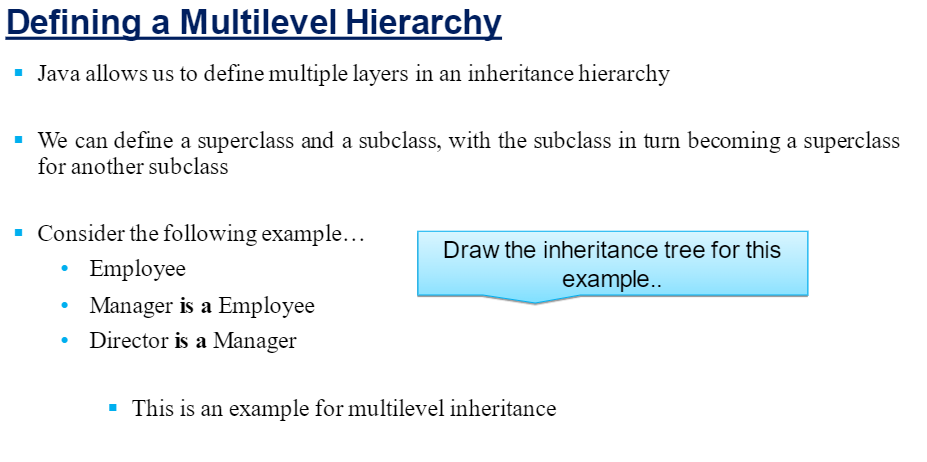 Defining a Multilevel Hierarchy
Java allows us to define multiple layers in an inheritance hierarchy
We can define a superclass and a subclass, with the subclass in turn becoming a superclass
for another subclass
Consider the following example…
Draw the inheritance tree for this
example..
Employee
Manager is a Employee
Director is a Manager
This is an example for multilevel inheritance